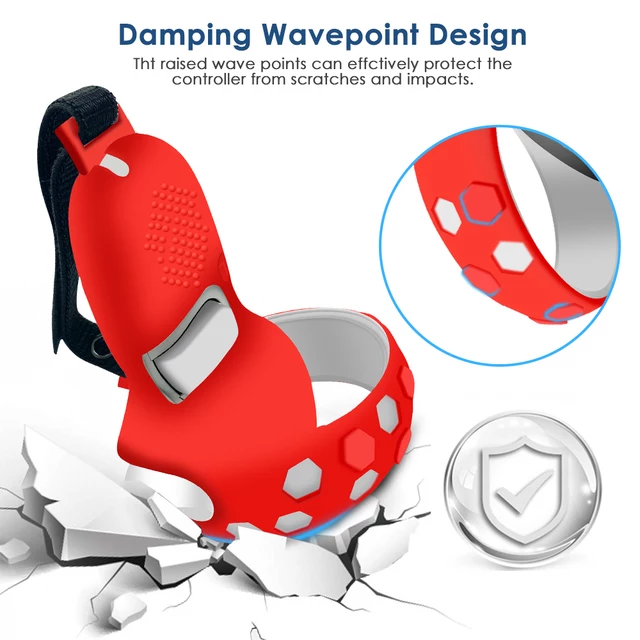 Damping Wavepoint Design
Tht raised wave points can effctively protect the
controller from scratches and impacts.